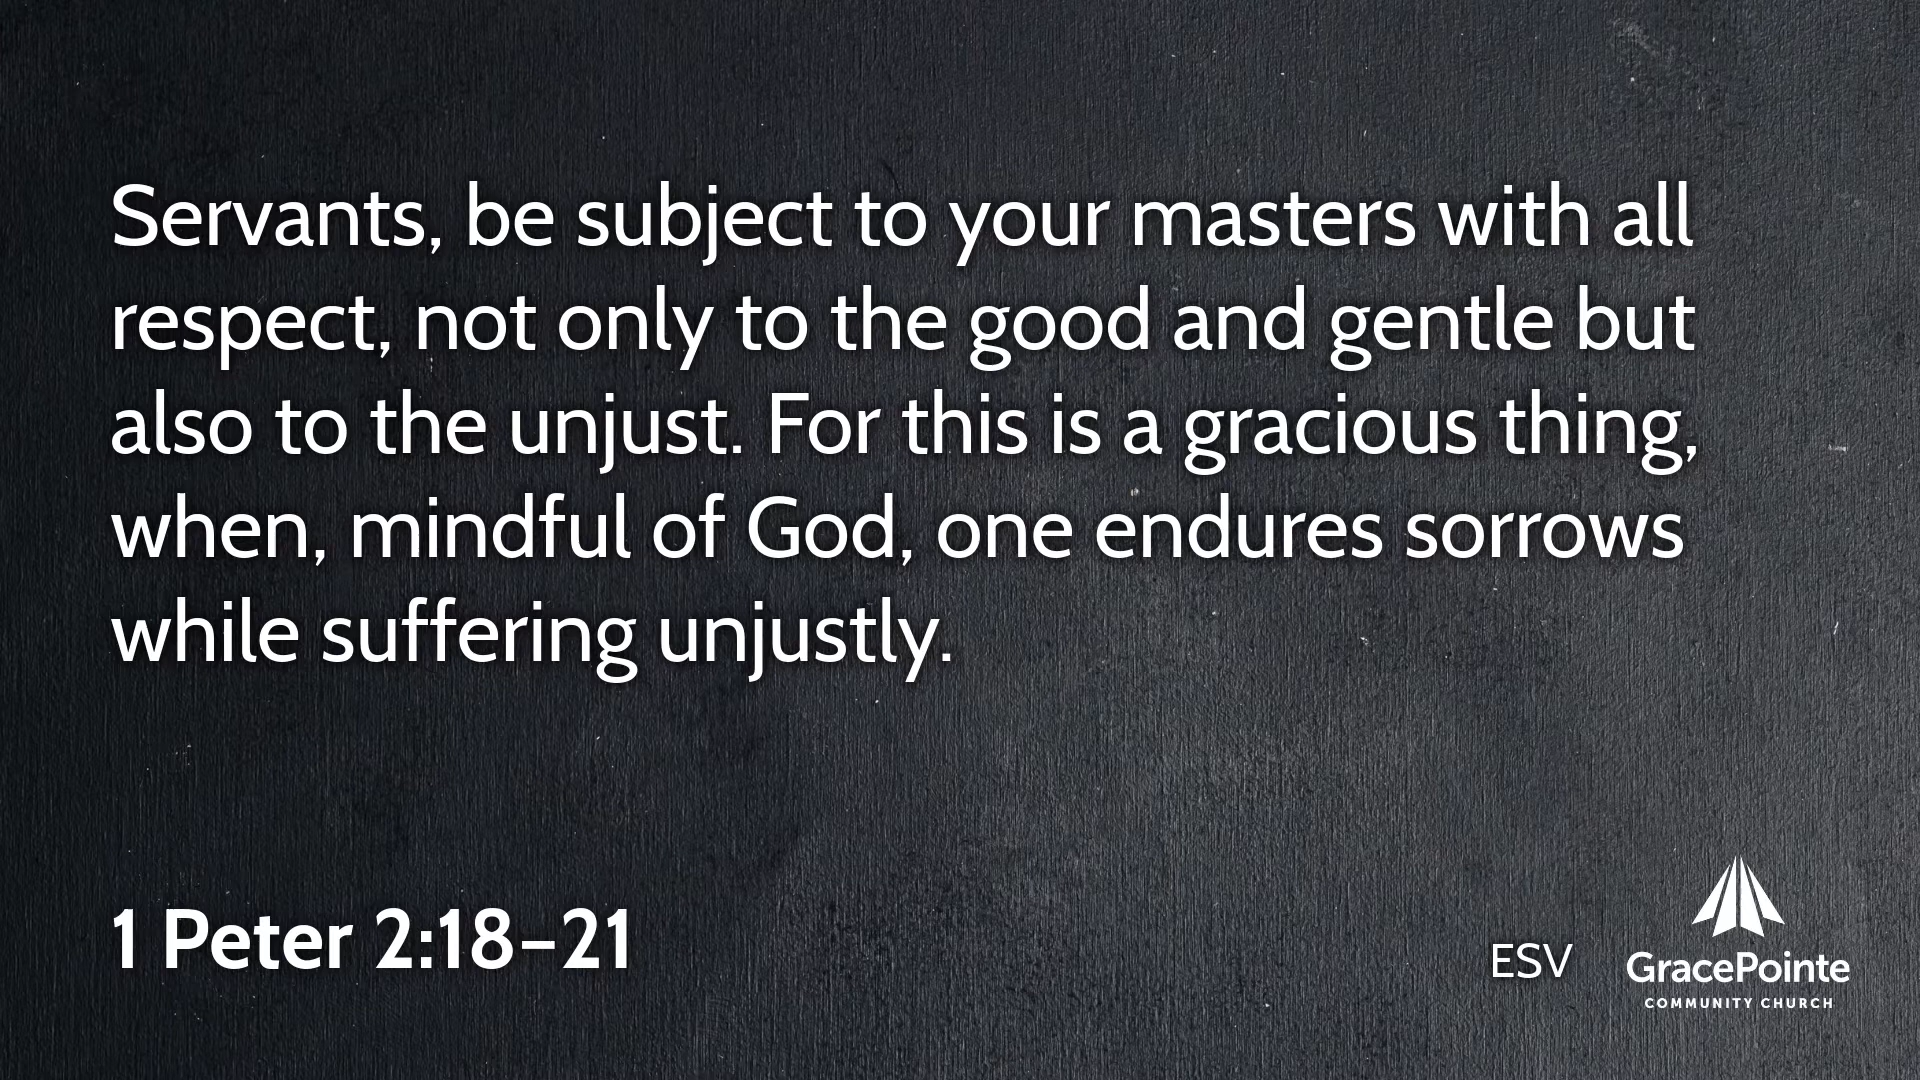 Servants, be subject to your masters with all
respect, not only to the good and gentle but
also to the unjust. For this is a gracious thing,
when, mindful of God, one endures sorrows
while suffering unjustly.
1 Peter 2:18–21
ESV
GracePointe
COMMUNITY CHURCH